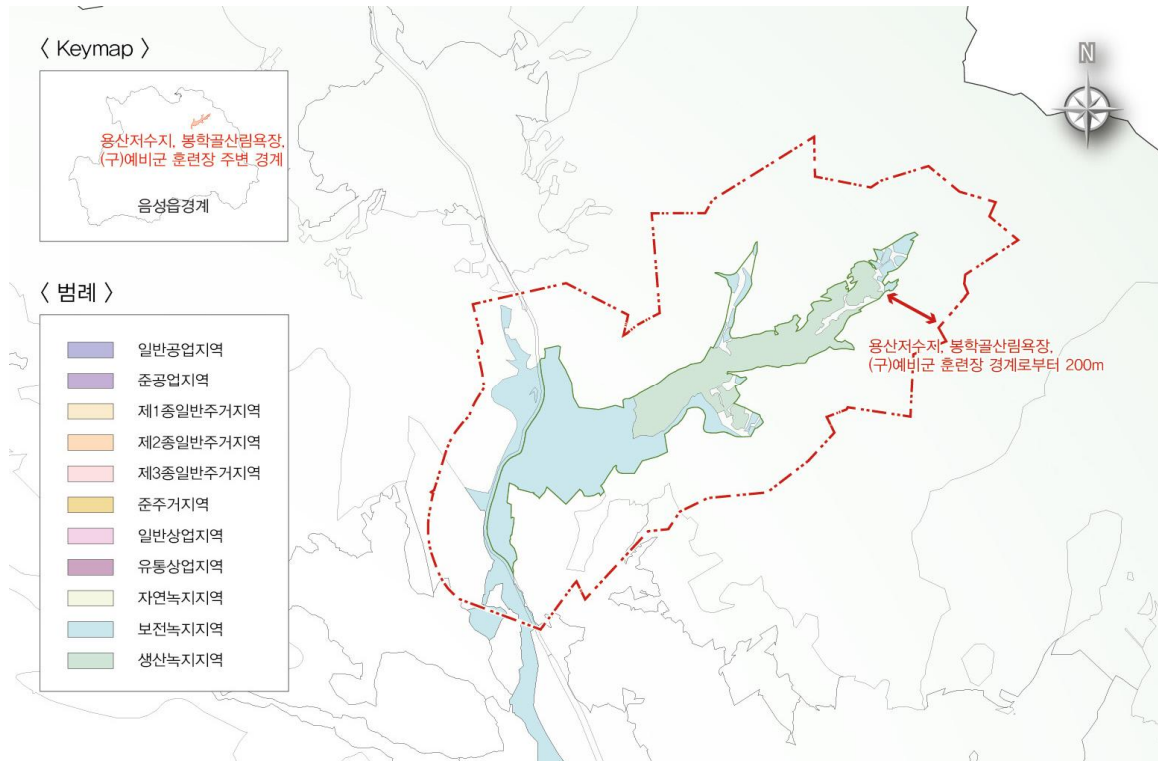 〈 Keymap 〉
용산저수지, 봉학골산림욕장,
(구)예비군 훈련장 주변 경계
음성읍경계
N
〈 범례 〉
일반공업지역
준공업지역
제1종일반주거지역
제2종일반주거지역
제3종일반주거지역
준주거지역
일반상업지역
유통상업지역
자연녹지지역
보전녹지지역
생산녹지지역
용산저수지, 봉학골산림욕장,
(구)예비군 훈련장 경계로부터 200m